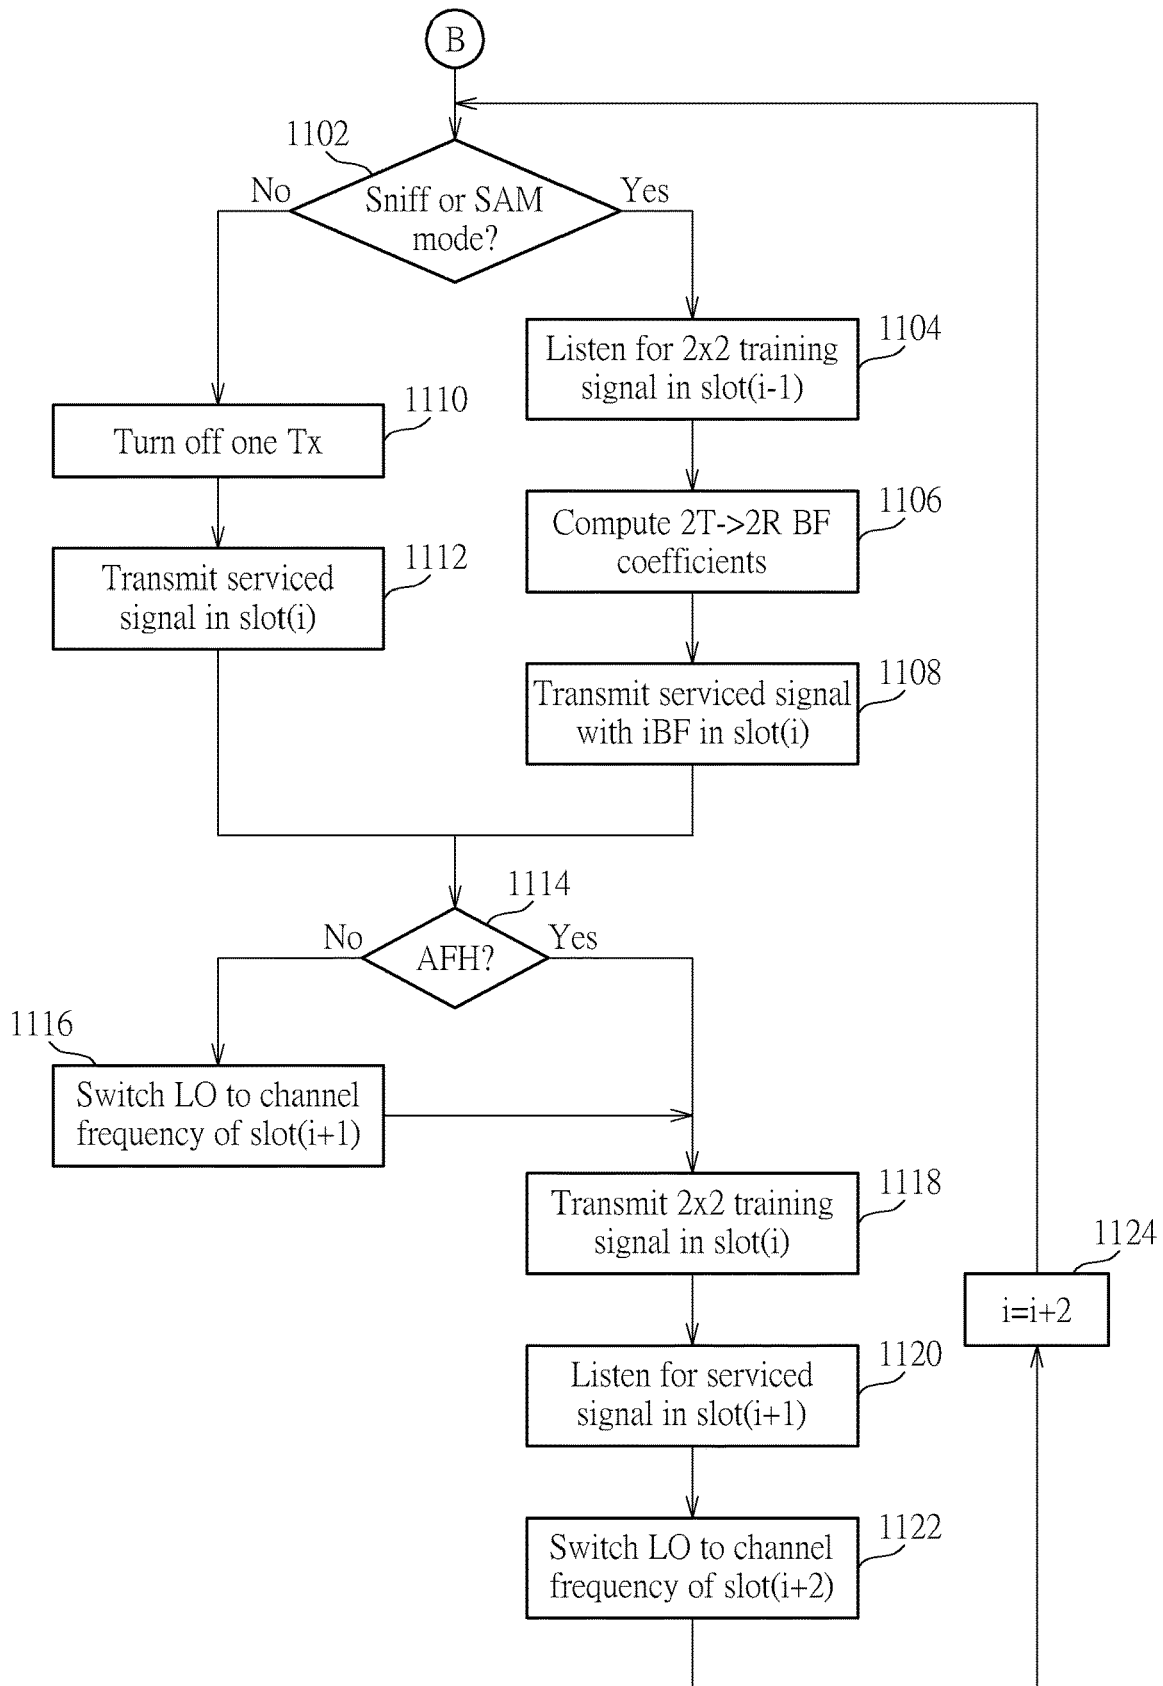 B
1102
No
Sniff or SAM
mode?
Yes
1104
Listen for 2x2 training
signal in slot(i-1)
1110
Turn off one Tx
1106
Compute 2T->2R BF
coefficients
1112
Transmit serviced
signal in slot(i)
1108
Transmit serviced signal
with iBF in slot(i)
1114
No
AFH?
Yes
1116
Switch LO to channel
frequency of slot(i+1)
1118
Transmit 2x2 training
signal in slot(i)
1124
i=i+2
1120
Listen for serviced
signal in slot(i+1)
1122
Switch LO to channel
frequency of slot(i+2)